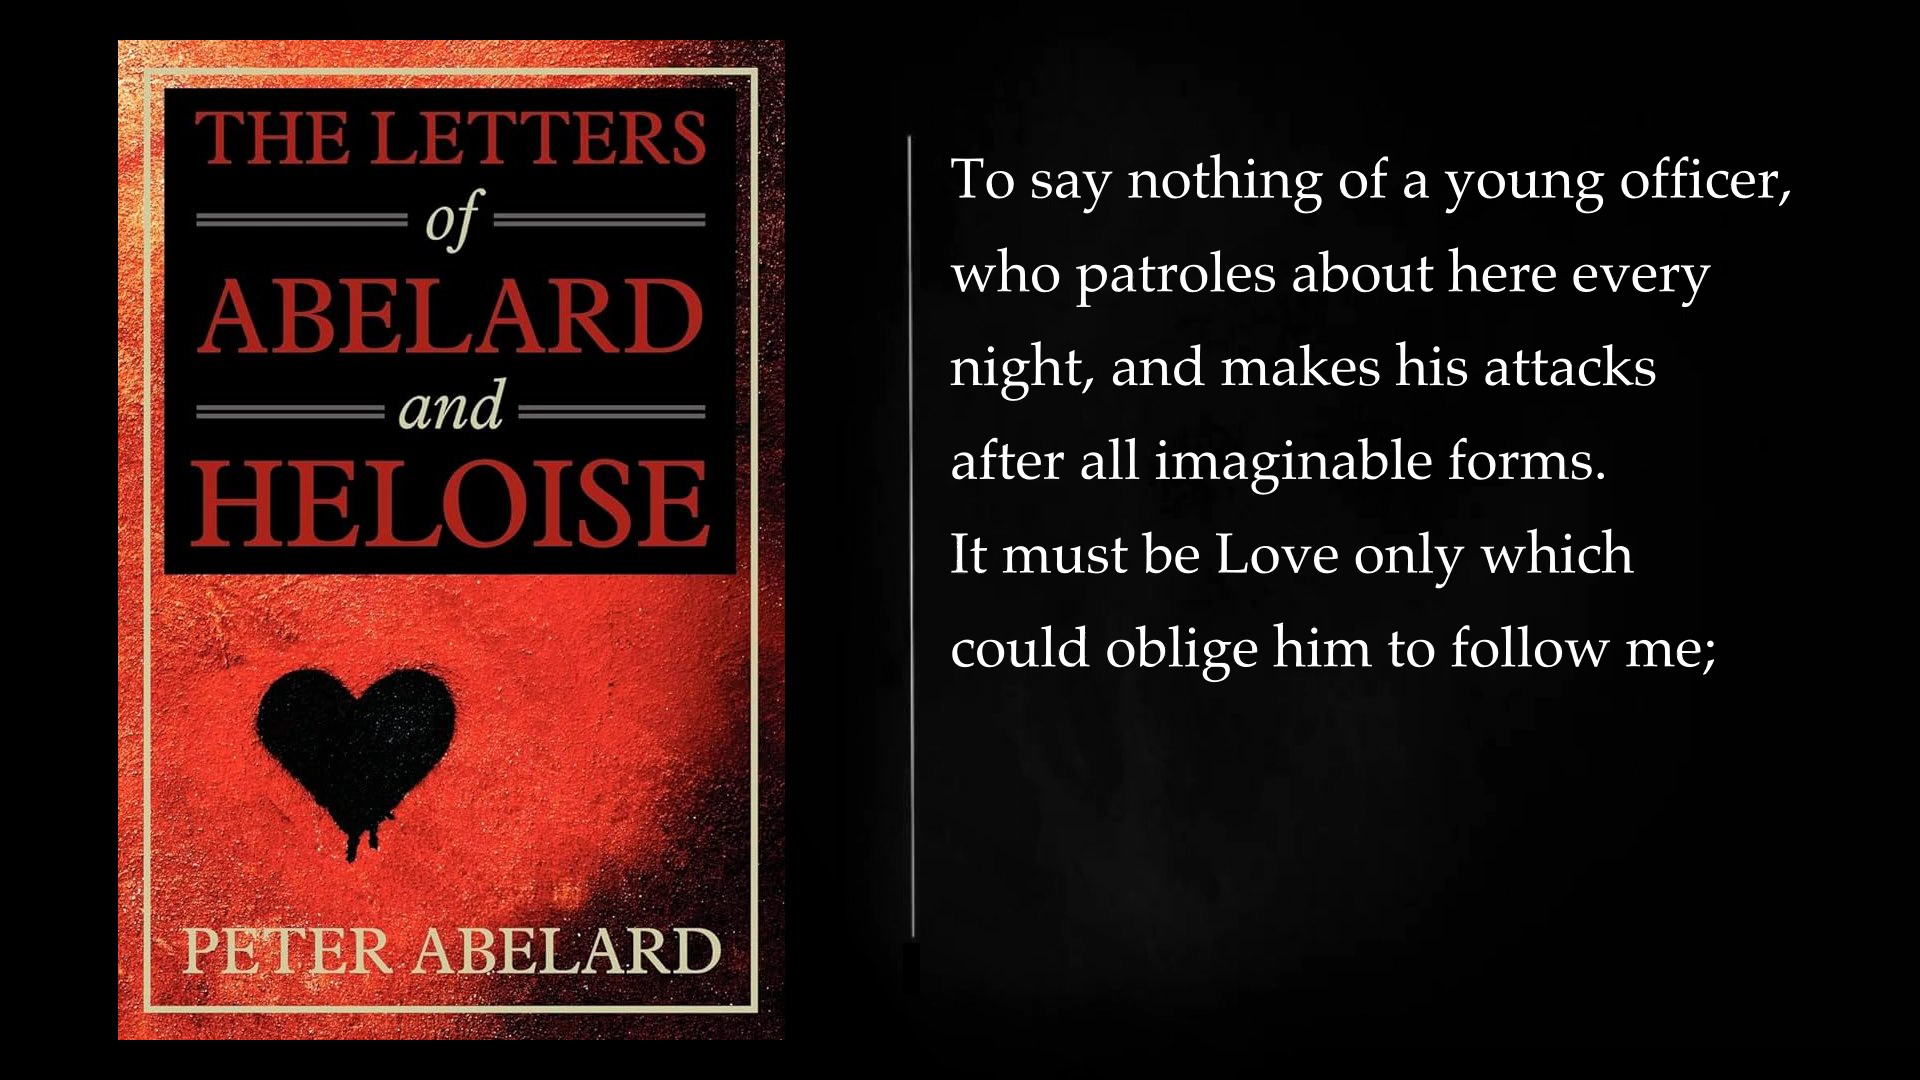 THE LETTERS
of
ABELARD
and
HELOISE
PETER ABELARD
To say nothing of a young officer,
who patroles about here every
night, and makes his attacks
after all imaginable forms.
It must be Love only which
could oblige him to follow me;